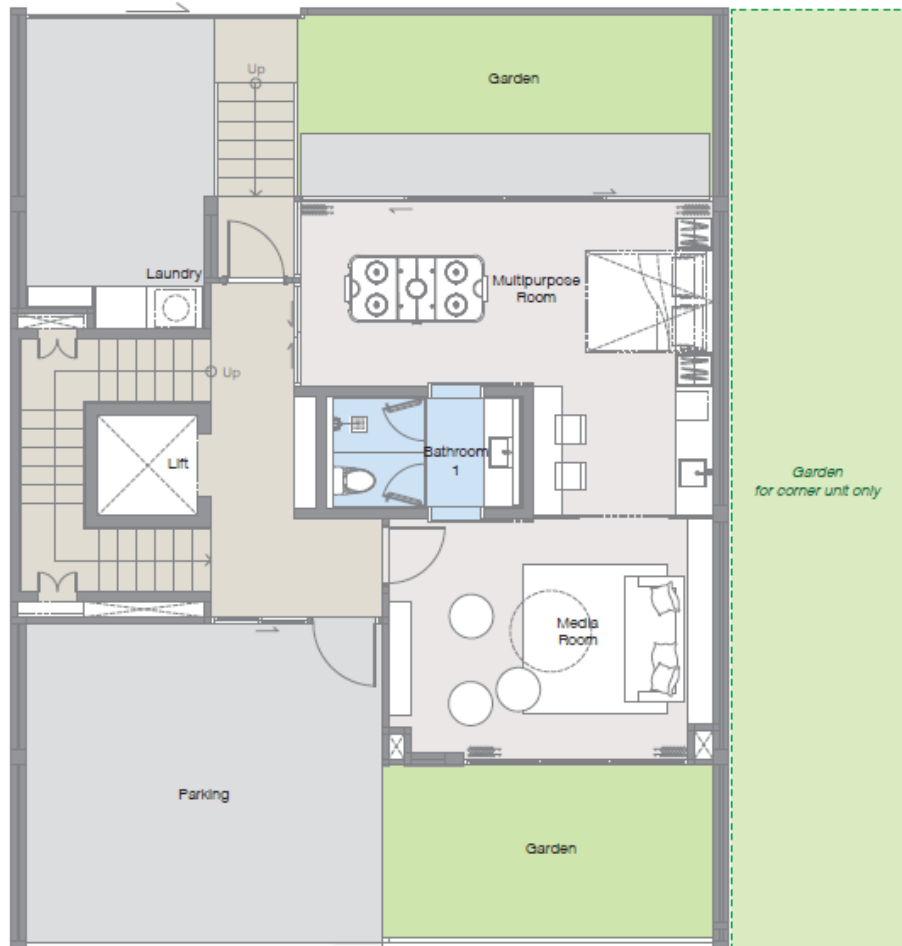 Up
Garden
Laundry
Multipurpose
Room
Up
Lift
Bathroom
1
Garden
for corner unit only
Media
Room
Parking
Garden